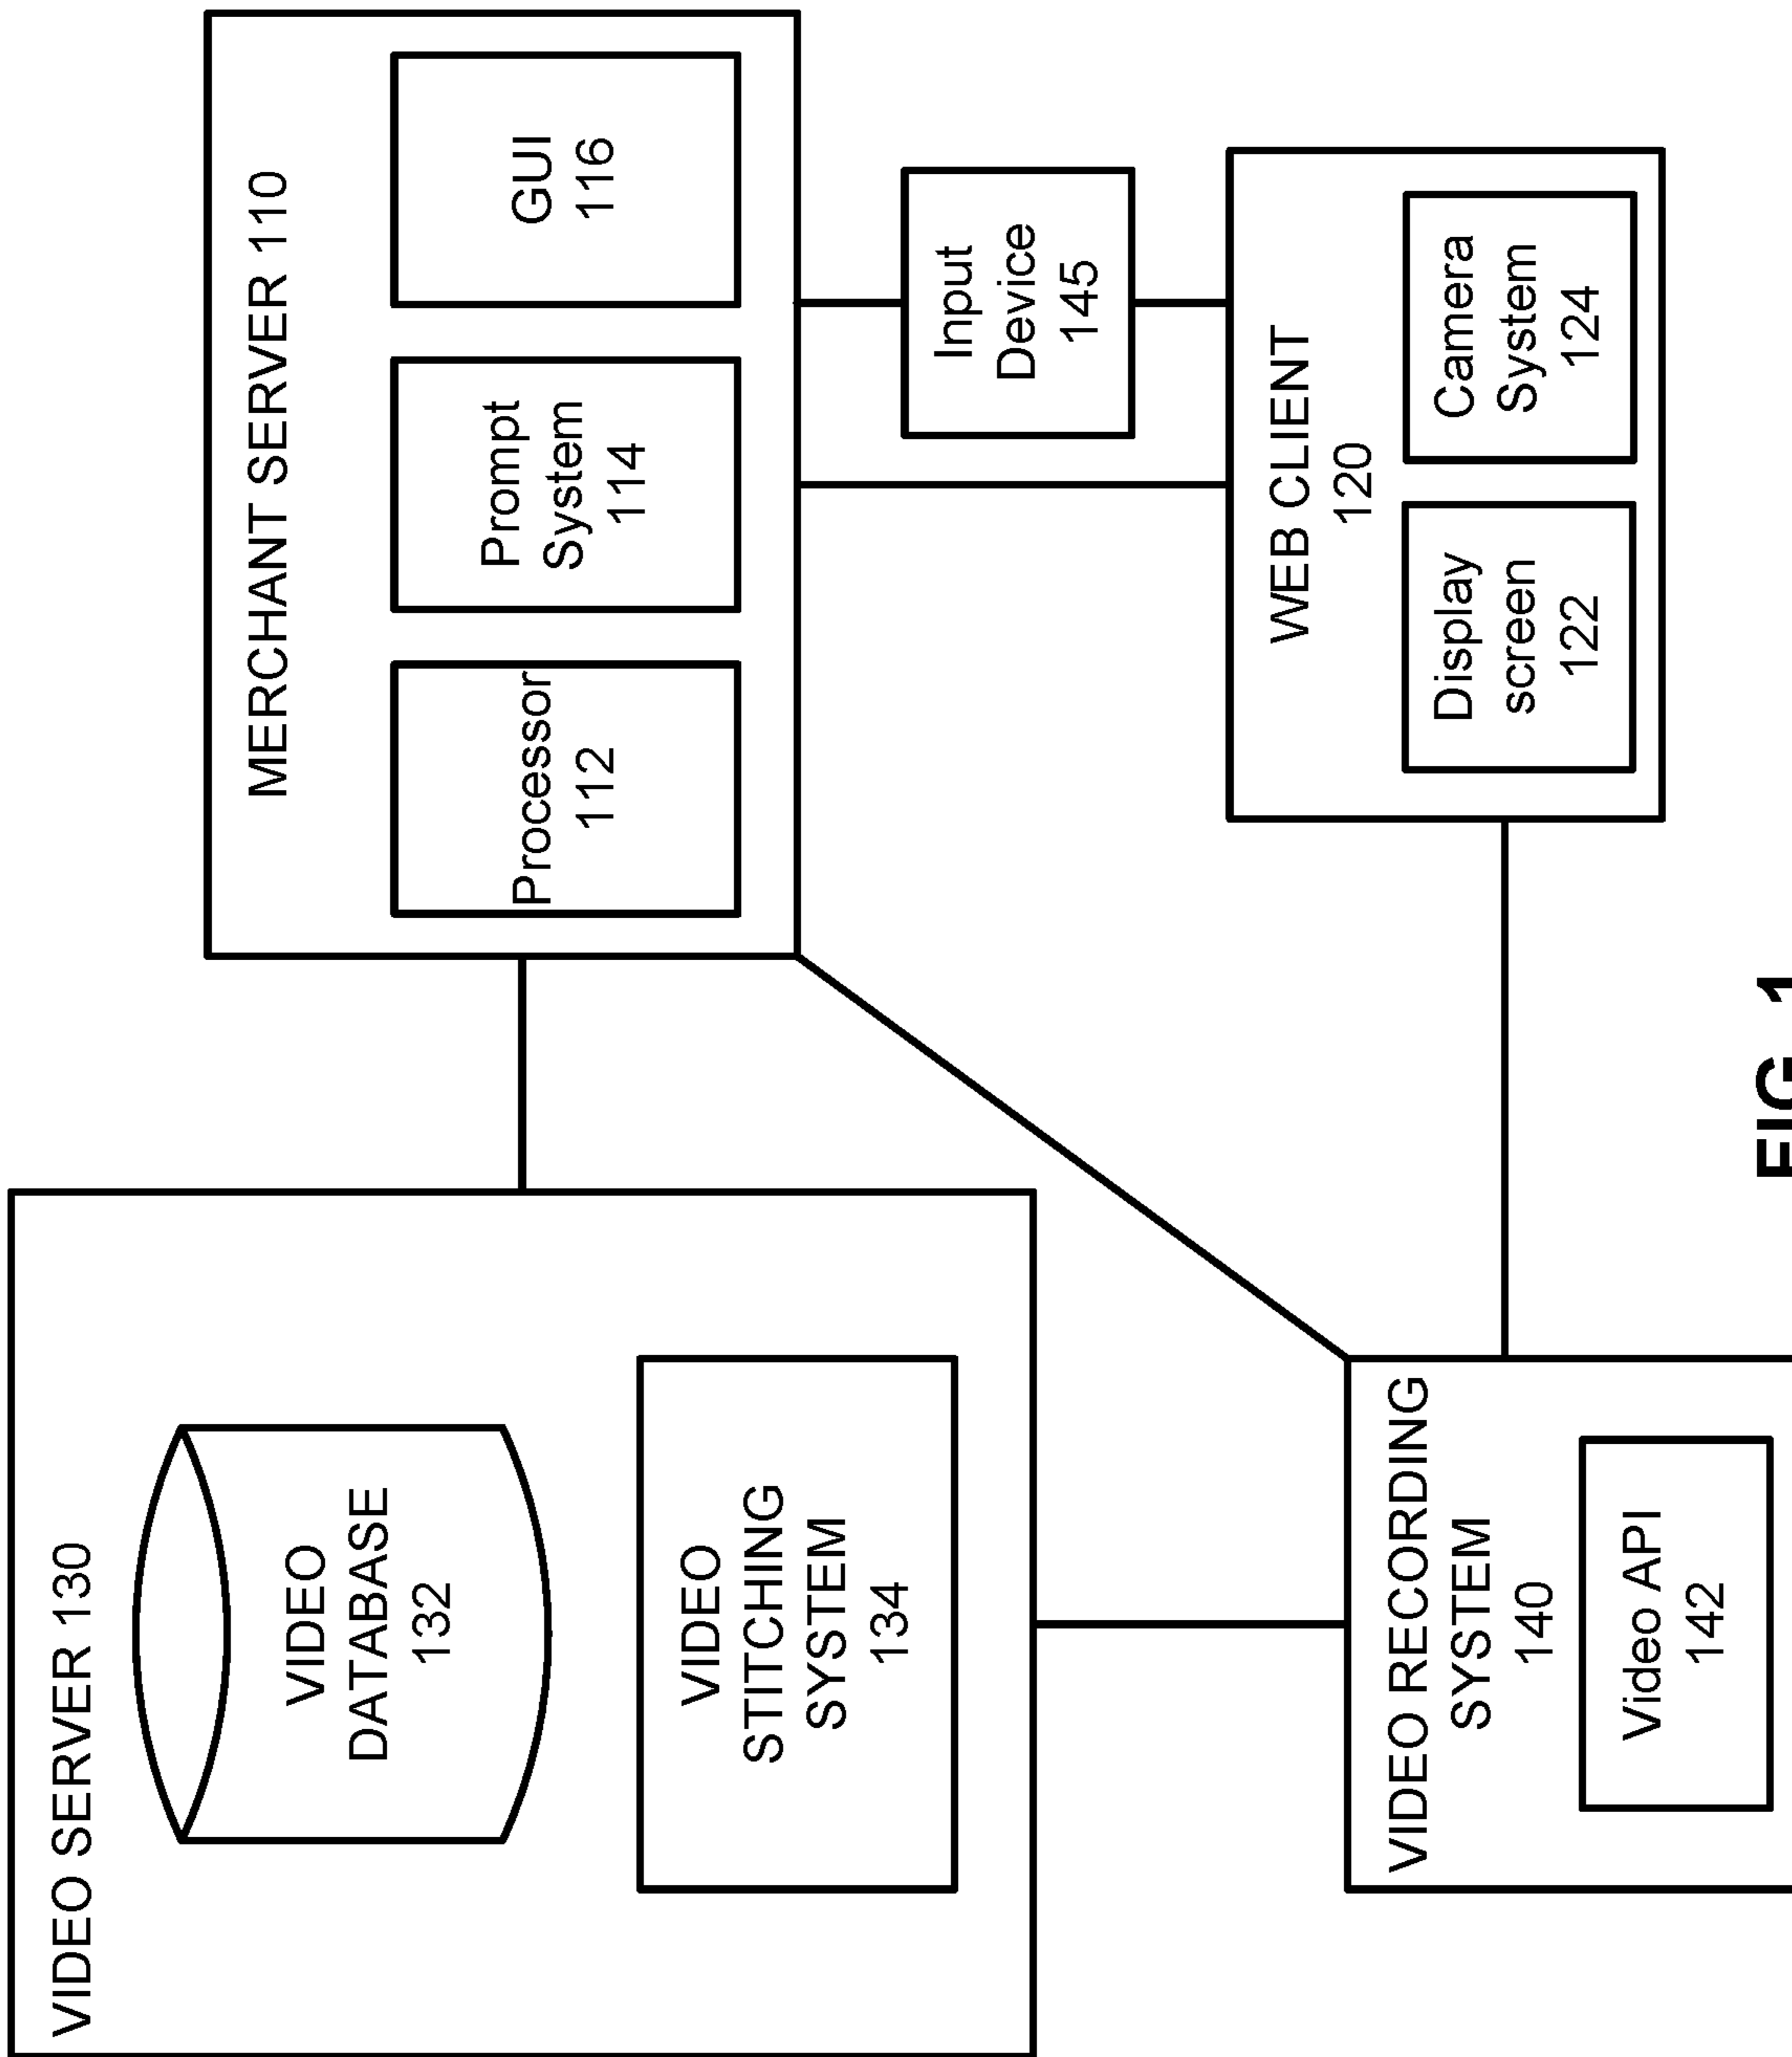 VIDEO SERVER 130
VIDEO
DATABASE
132
VIDEO
STITCHING
SYSTEM
134
MERCHANT SERVER 110
Processor
112
Prompt
System
114
GUI
116
Input
Device
145
VIDEO RECORDING
SYSTEM
140
Video API
142
WEB CLIENT
120
Display
screen
122
Camera
System
124
FIG. 1